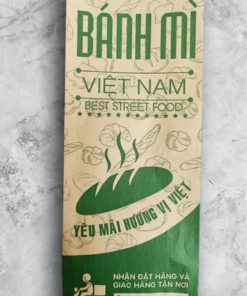 BÁNH MÌ
VIỆT NAM
BEST STREET FOOD
YÊU MÃI HƯƠNG VỊ VIỆT
NHẬN ĐẶT HÀNG VÀ
GIAO HÀNG TẬN NƠI